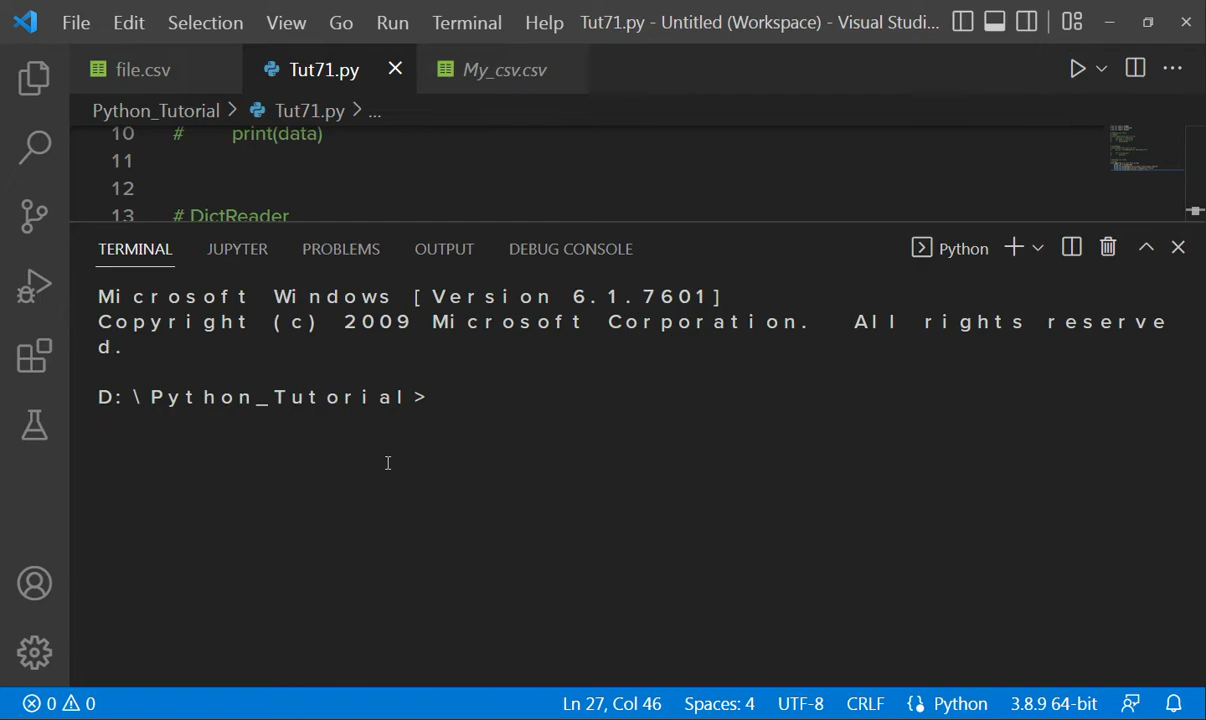 File Edit Selection View Go Run Terminal Help Tut71.py - Untitled (Workspace) - Visual Studi...
file.csv Tut71.py My_csv.csv
Python_Tutorial > Tut71.py > ...
10 # print(data)
11
12
13 # DictReader
TERMINAL JUPYTER PROBLEMS OUTPUT DEBUG CONSOLE Python
Microsoft Windows [Version 6.1.7601]
Copyright (c) 2009 Microsoft Corporation. All rights reserve
d.
D:\Python_Tutorial>
0 0 Ln 27, Col 46 Spaces: 4 UTF-8 CRLF Python 3.8.9 64-bit